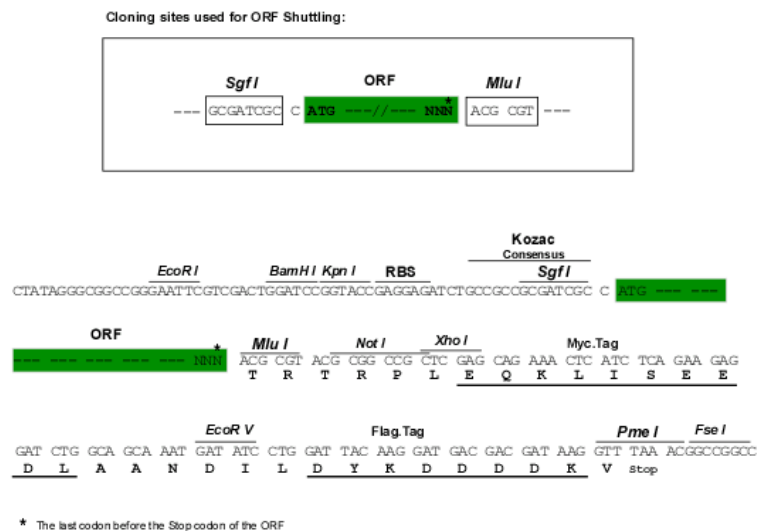 Cloning sites used for ORF Shuttling:
Sgf I ORF Mlu I
--- GCGATCGC C ATG ---//--- NNN* ACG CGT ---
Kozac
Consensus
EcoR I BamH I Kpn I RBS Sgf I
CTATAGGGCGGCCGGGAATTCGTCGACTGGATCCGGTACCGAGGAGATCTGCCGCCGCGATCGC C ATG --- ---
ORF Mlu I Not I Xho I Myc.Tag
--- --- --- --- --- --- NNN* ACG CGT ACG CGG CCG CTC GAG CAG AAA CTC ATC TCA GAA GAG
T R T R P L E Q K L I S E E
EcoR V Flag.Tag Pme I Fse I
GAT CTG GCA GCA AAT GAT ATC CTG GAT TAC AAG GAT GAC GAC GAT AAG GTT TAA ACGGCCGGCC
D L A A N D I L D Y K D D D D K V Stop
* The last codon before the Stop codon of the ORF